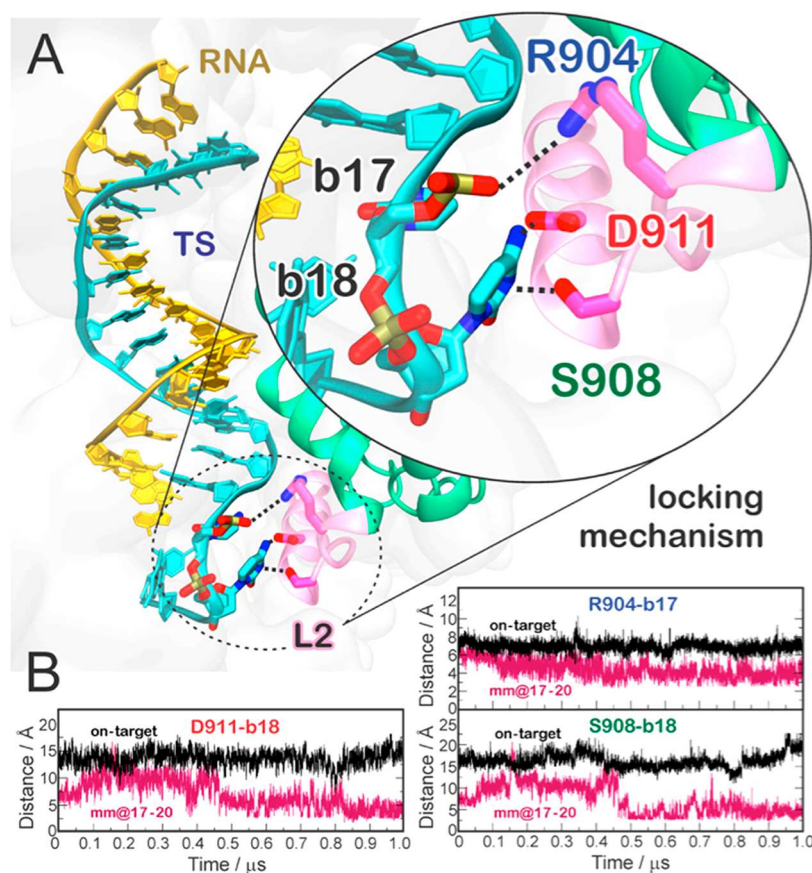 A
RNA
TS
R904
b17
D911
b18
S908
locking
mechanism
L2
B
R904-b17
on-target
mm@17-20
Distance / Å
12
10
8
6
4
2
0
D911-b18
on-target
mm@17-20
Distance / Å
20
15
10
5
0
0 0.1 0.2 0.3 0.4 0.5 0.6 0.7 0.8 0.9 1.0
Time / μs
S908-b18
on-target
mm@17-20
Distance / Å
25
20
15
10
5
0
0 0.1 0.2 0.3 0.4 0.5 0.6 0.7 0.8 0.9 1.0
Time / μs